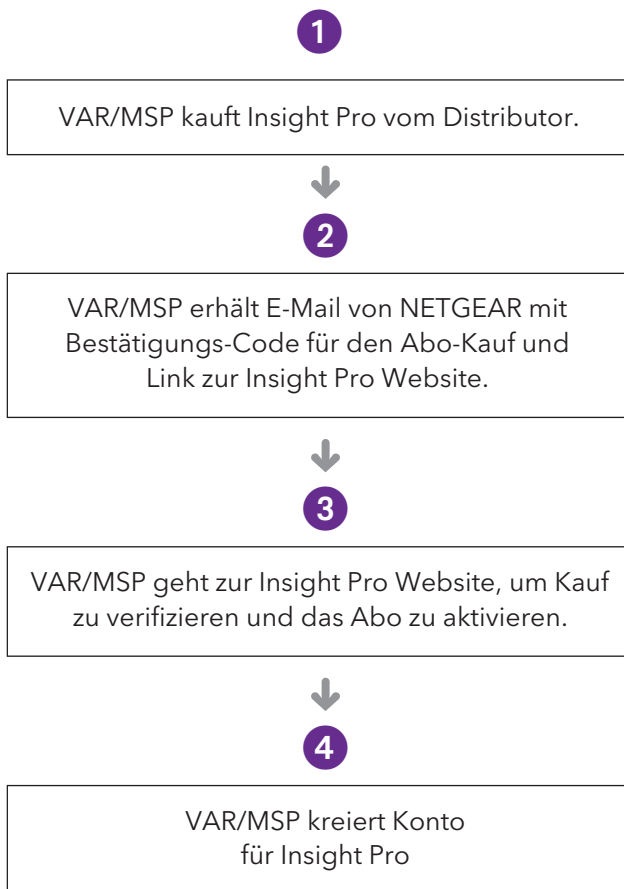 1
VAR/MSP kauft Insight Pro vom Distributor.
2
VAR/MSP erhält E-Mail von NETGEAR mit
Bestätigungs-Code für den Abo-Kauf und
Link zur Insight Pro Website.
3
VAR/MSP geht zur Insight Pro Website, um Kauf
zu verifizieren und das Abo zu aktivieren.
4
VAR/MSP kreiert Konto
für Insight Pro